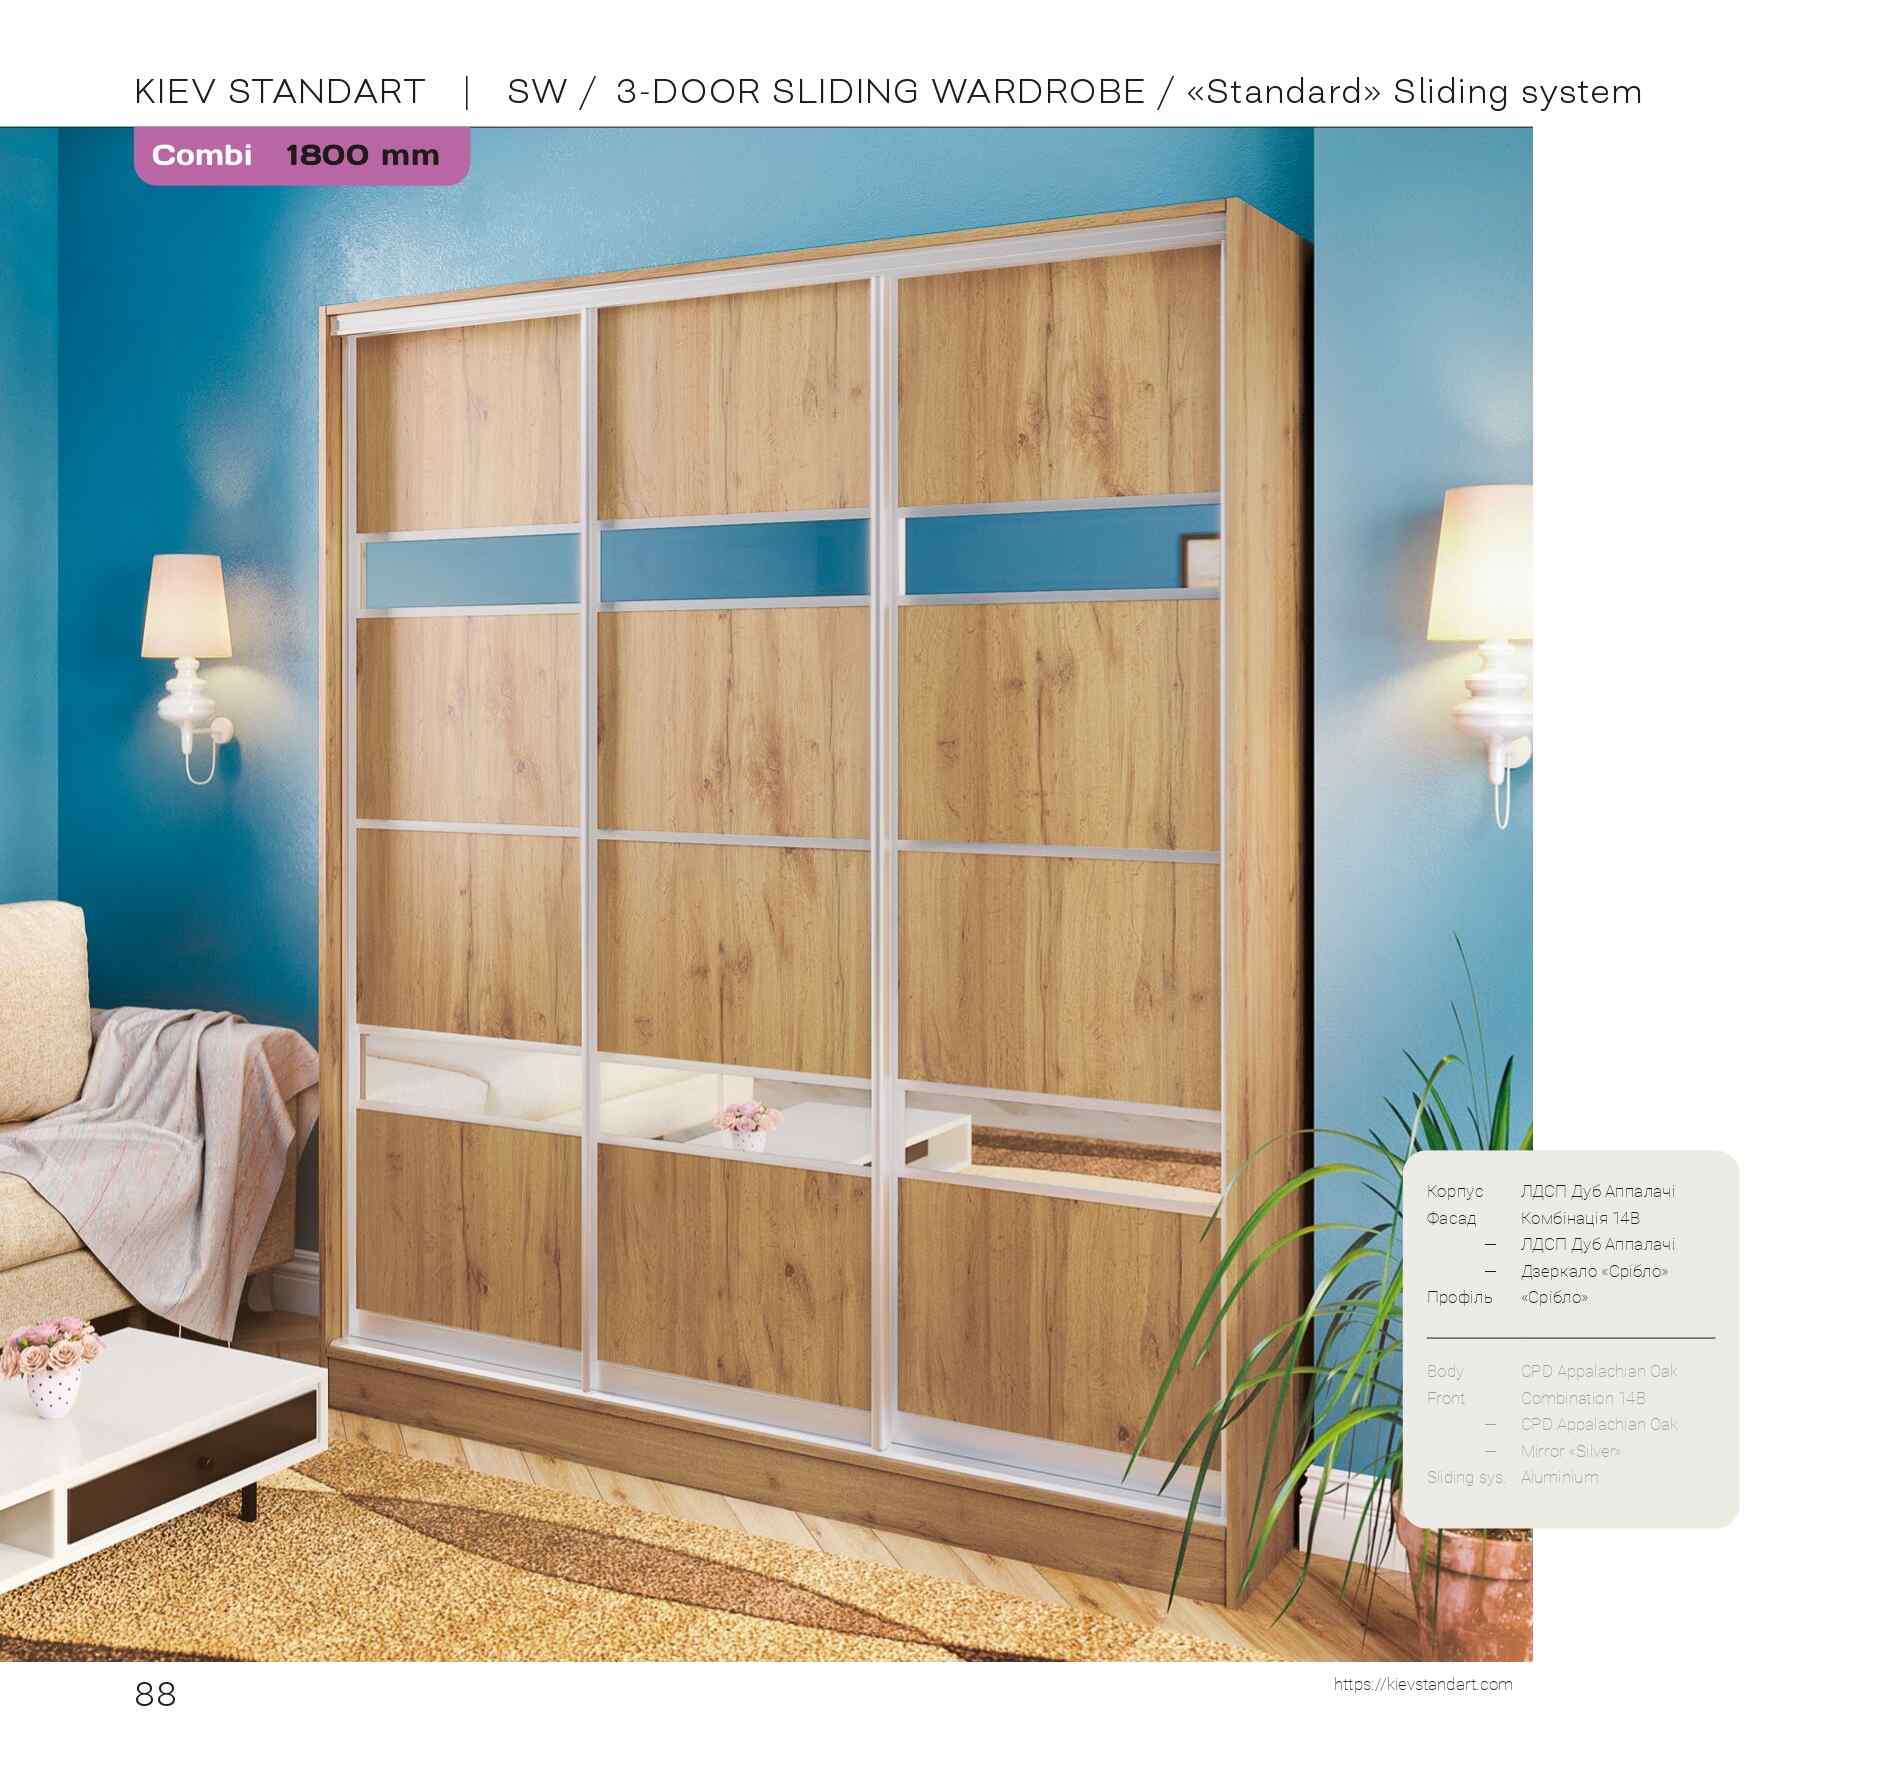 KIEV STANDART | SW / 3-DOOR SLIDING WARDROBE / «Standard» Sliding system
Combi 1800 mm
Корпус ЛДСП Дуб Аппалачі
Фасад Комбінація 14В
— ЛДСП Дуб Аппалачі
— Дзеркало «Срібло»
Профіль «Срібло»
Body CPD Appalachian Oak
Front Combination 14B
— CPD Appalachian Oak
— Mirror «Silver»
Sliding sys. Aluminium
88
https://kievstandart.com